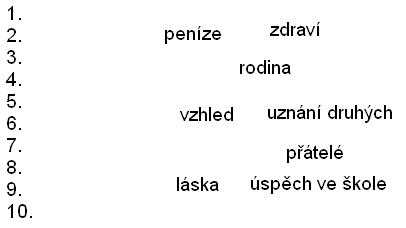 1.
2.
3.
4.
5.
6.
7.
8.
9.
10.
peníze
zdraví
rodina
vzhled
uznání druhých
přátelé
láska
úspěch ve škole